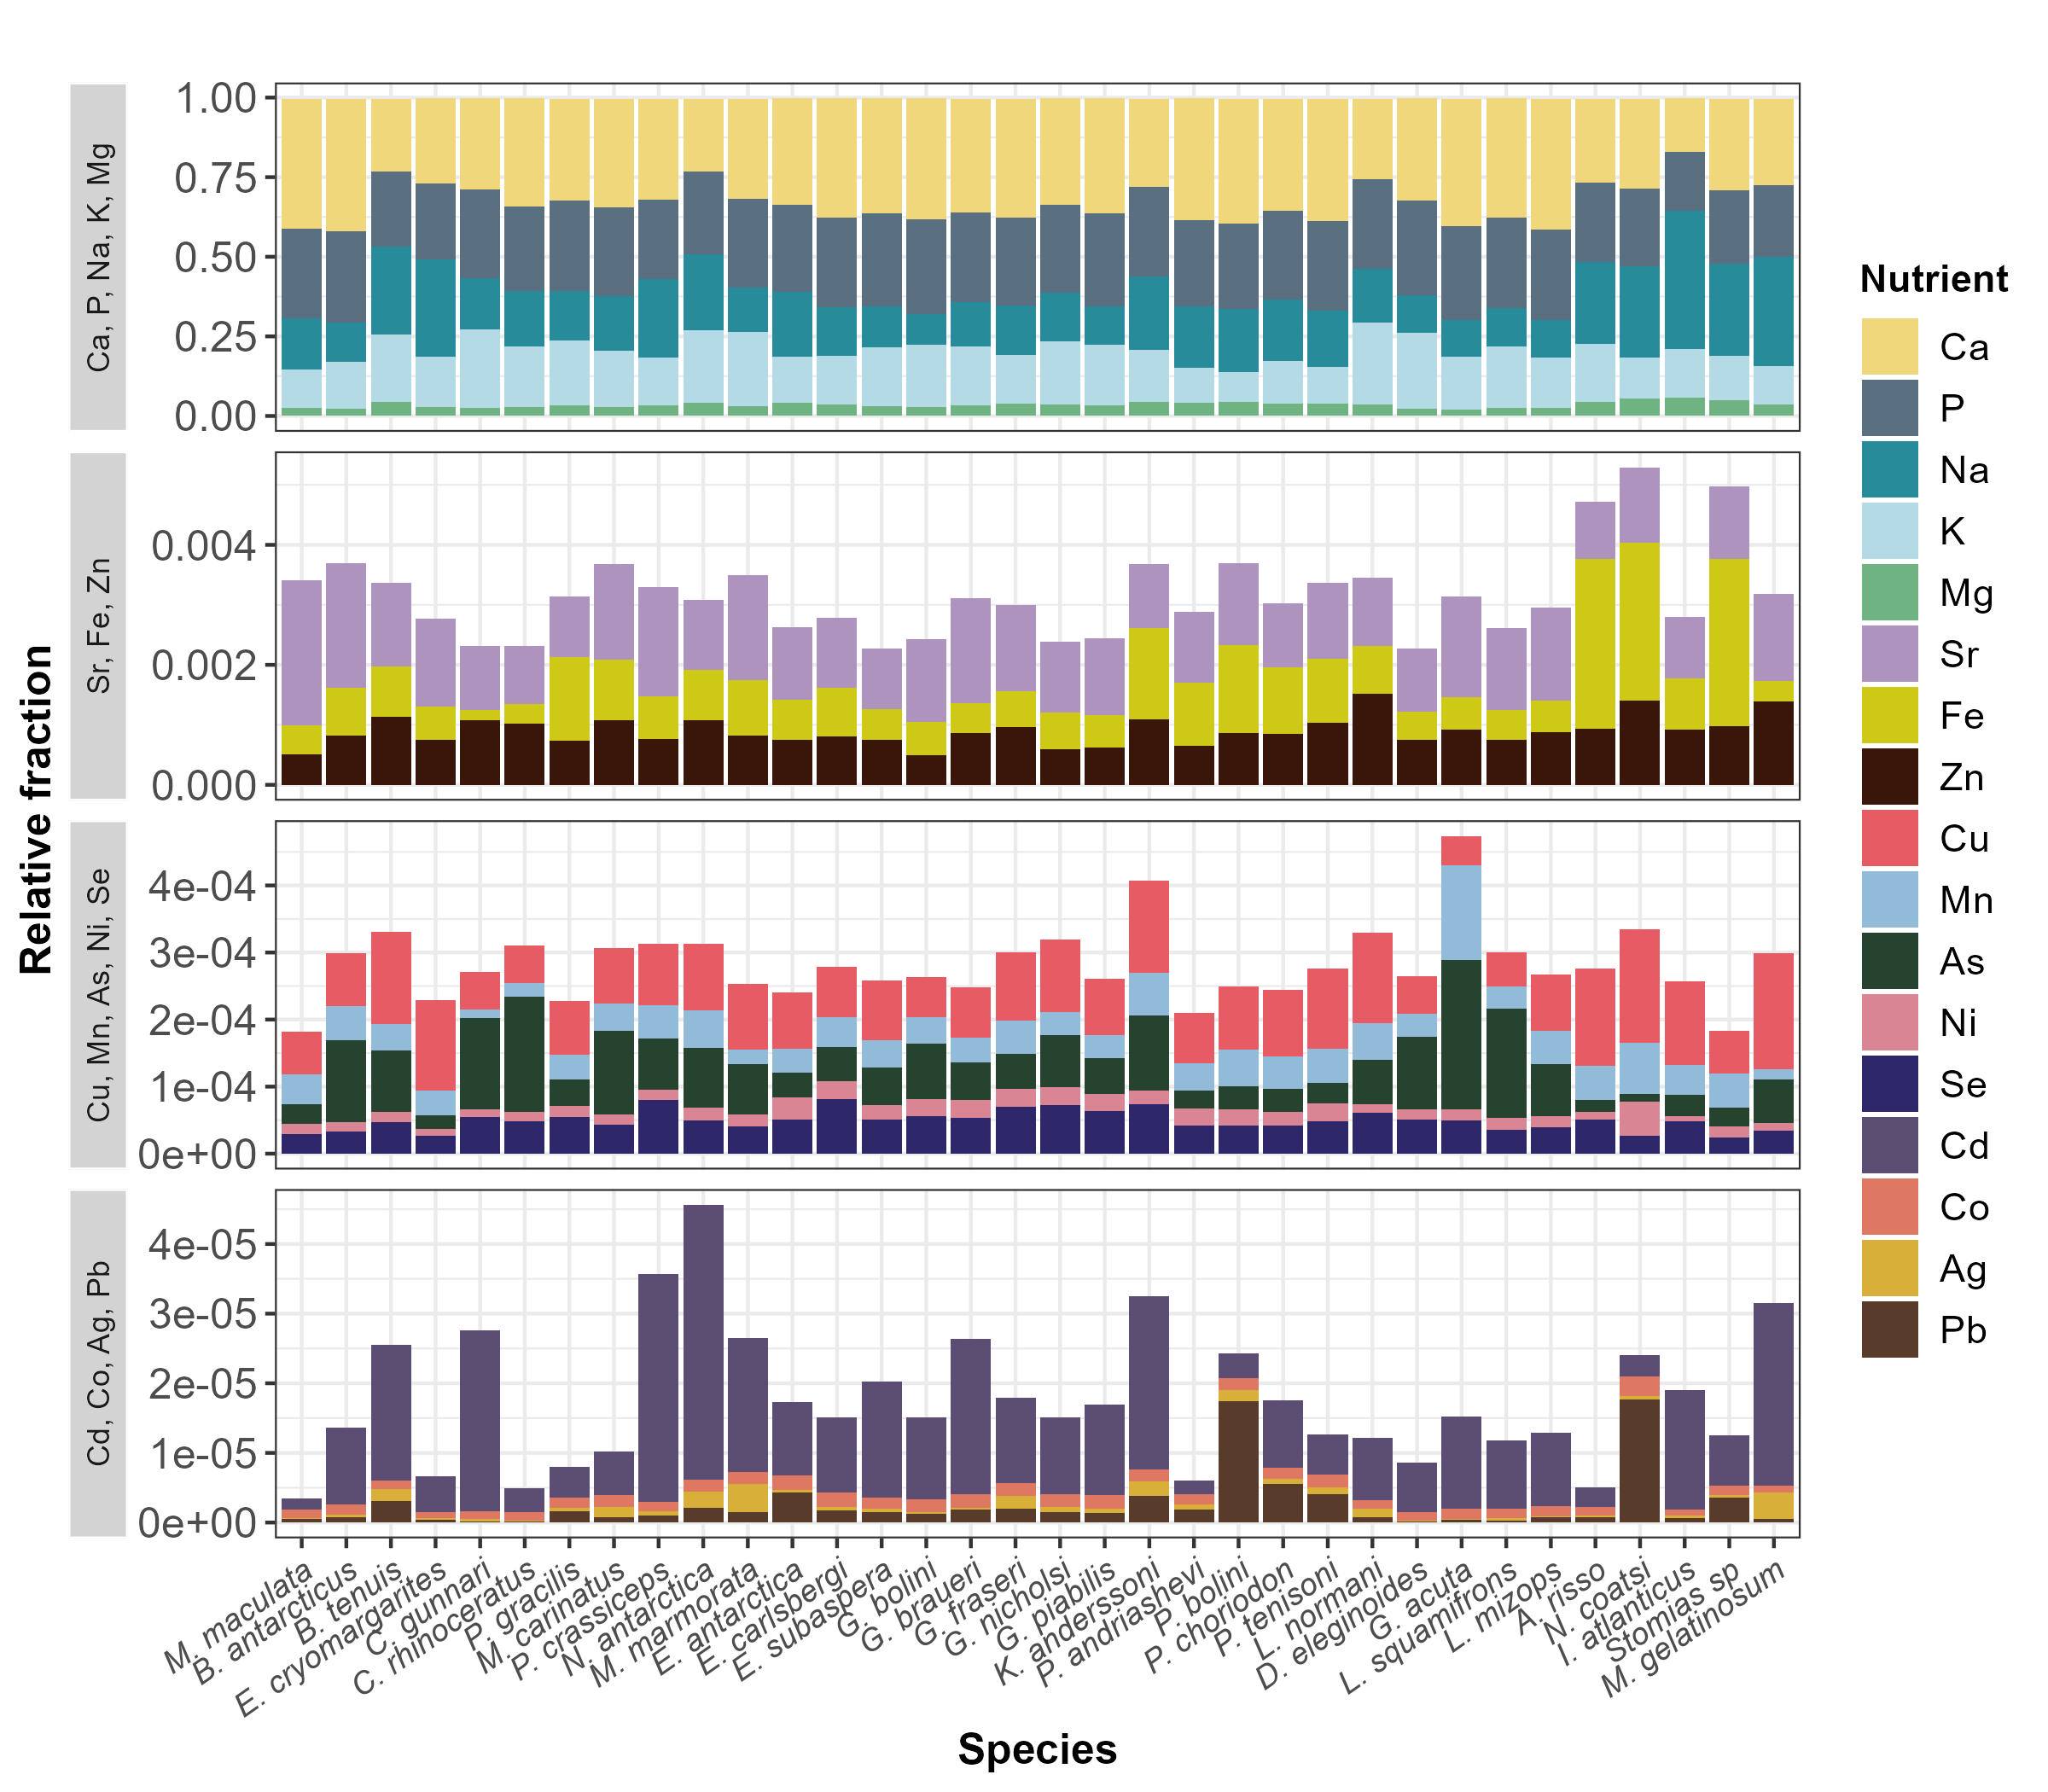 Relative fraction
Ca, P, Na, K, Mg
1.00
0.75
0.50
0.25
0.00
Sr, Fe, Zn
0.004
0.002
0.000
Cu, Mn, As, Ni, Se
4e-04
3e-04
2e-04
1e-04
0e+00
Cd, Co, Ag, Pb
4e-05
3e-05
2e-05
1e-05
0e+00
M. maculata
B. antarcticus
B. tenuis
E. cryomargarites
C. gunnari
C. rhinoceratus
P. gracilis
M. carinatus
P. crassiceps
N. antarctica
M. marmorata
E. antarctica
E. carlsbergi
E. subaspera
G. bolini
G. braueri
G. fraseri
G. nicholsi
G. piabilis
K. anderssoni
P. andriashevi
P. bolini
P. choriodon
P. tenisoni
L. normani
D. eleginoides
G. acuta
L. squamifrons
L. mizops
A. risso
N. coatsi
I. atlanticus
Stomias sp
M. gelatinosum
Species
Nutrient
Ca
P
Na
K
Mg
Sr
Fe
Zn
Cu
Mn
As
Ni
Se
Cd
Co
Ag
Pb